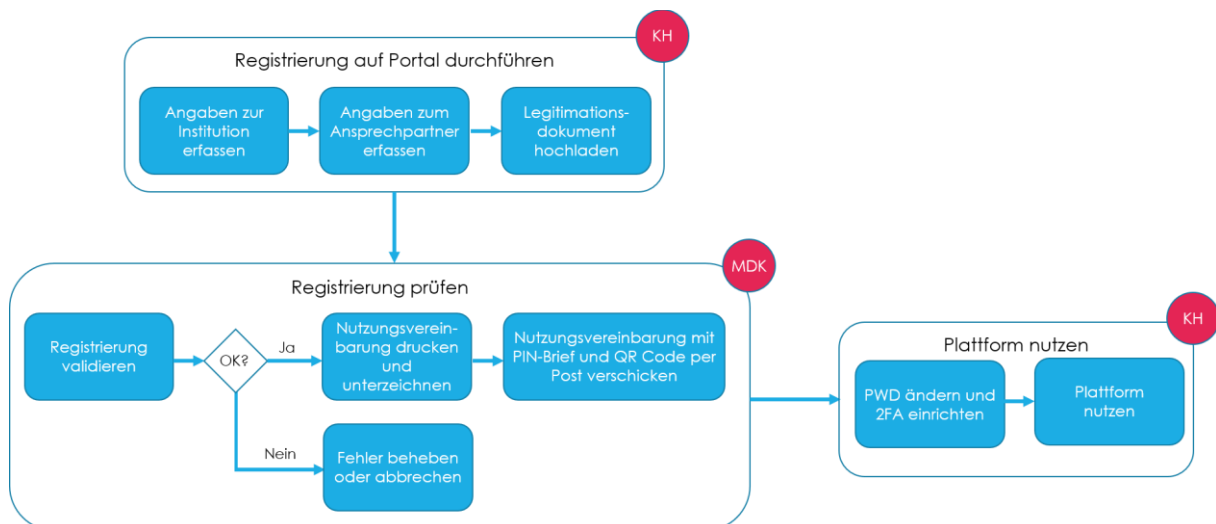 KH
Registrierung auf Portal durchführen
Angaben zur
Institution
erfassen
Angaben zum
Ansprechpartner
erfassen
Legitimations-
dokument
hochladen
MDK
Registrierung prüfen
Registrierung
validieren
OK?
Ja
Nutzungsverein-
barung drucken
und
unterzeichnen
Nutzungsvereinbarung mit
PIN-Brief und QR Code per
Post verschicken
Nein
Fehler beheben
oder abbrechen
KH
Plattform nutzen
PWD ändern und
2FA einrichten
Plattform
nutzen